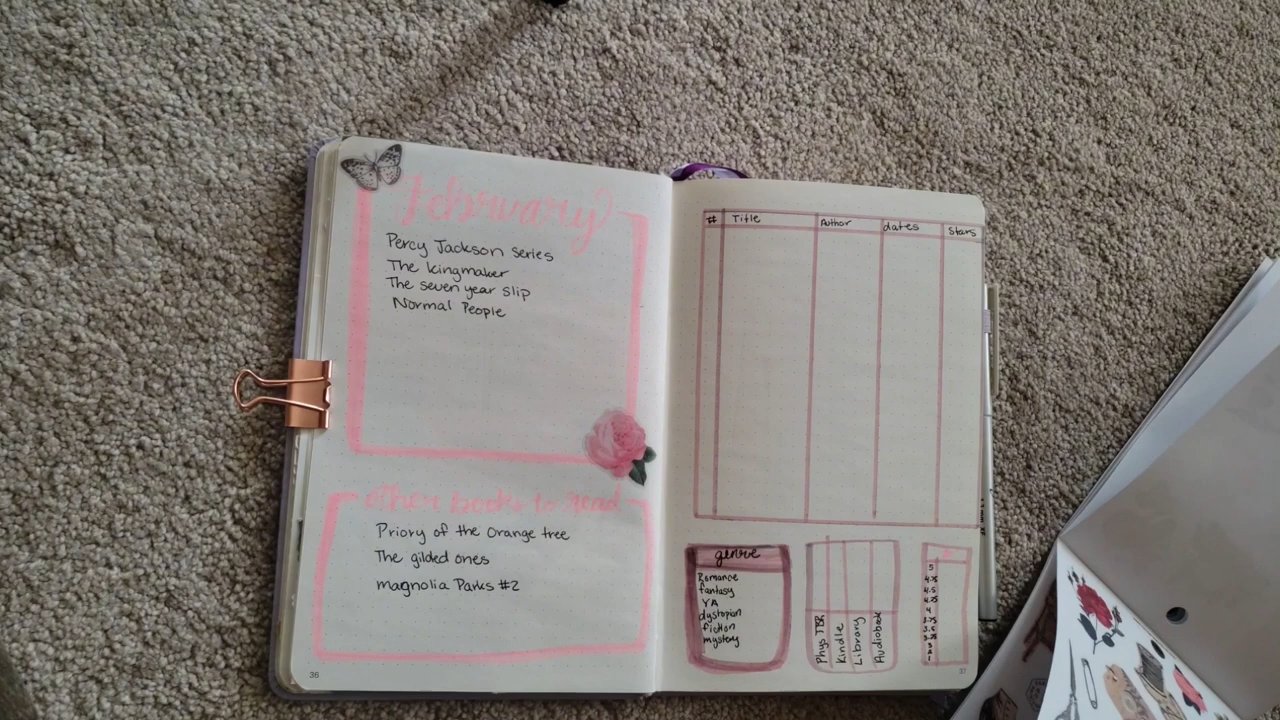 February
Percy Jackson series
The kingmaker
The seven year slip
Normal People
other books to read
Priory of the Orange tree
The gilded ones
magnolia Parks #2
36
# Title Author dates Stars
genre
Romance
fantasy
YA
dystopian
fiction
mystery
Phys TBR
Kindle
Library
Audiobook
5
4.75
4.5
4.25
4
3.75
3.5
3.25
3
37